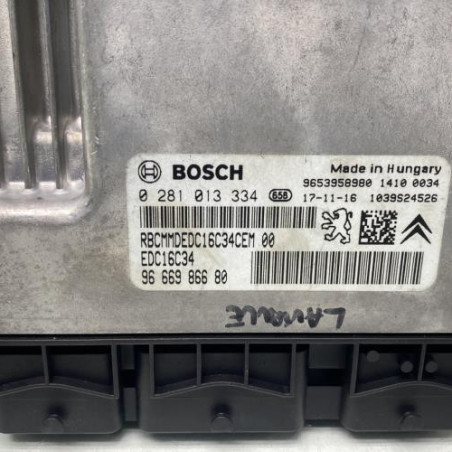 BOSCH
Made in Hungary
9653958980 1410 0034
0 281 013 334 658 17-11-16 1039S24526
RBCMMDEDC16C34CEM 00
EDC16C34
96 669 866 80